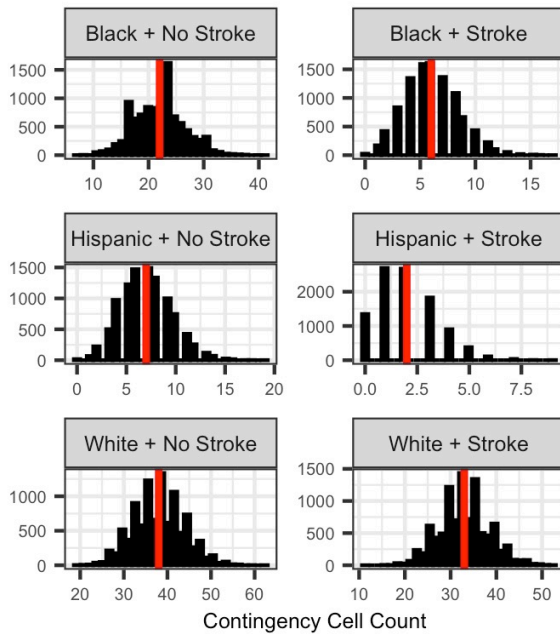 Black + No Stroke
Black + Stroke
1500
1000
500
0
10 20 30 40
1500
1000
500
0
0 5 10 15
Hispanic + No Stroke
Hispanic + Stroke
1500
1000
500
0
0 5 10 15 20
2000
1000
0
0.0 2.5 5.0 7.5
White + No Stroke
White + Stroke
1000
500
0
20 30 40 50 60
1500
1000
500
0
10 20 30 40 50
Contingency Cell Count